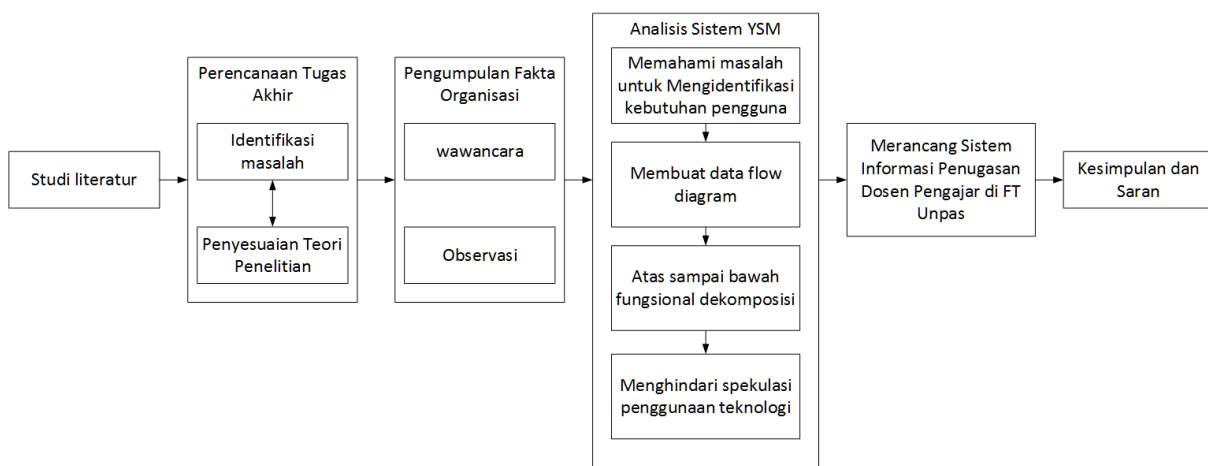 Studi literatur
Perencanaan Tugas
Akhir
Identifikasi
masalah
Penyesuaian Teori
Penelitian
Pengumpulan Fakta
Organisasi
wawancara
Observasi
Analisis Sistem YSM
Memahami masalah
untuk Mengidentifikasi
kebutuhan pengguna
Membuat data flow
diagram
Atas sampai bawah
fungsional dekomposisi
Menghindari spekulasi
penggunaan teknologi
Merancang Sistem
Informasi Penugasan
Dosen Pengajar di FT
Unpas
Kesimpulan dan
Saran